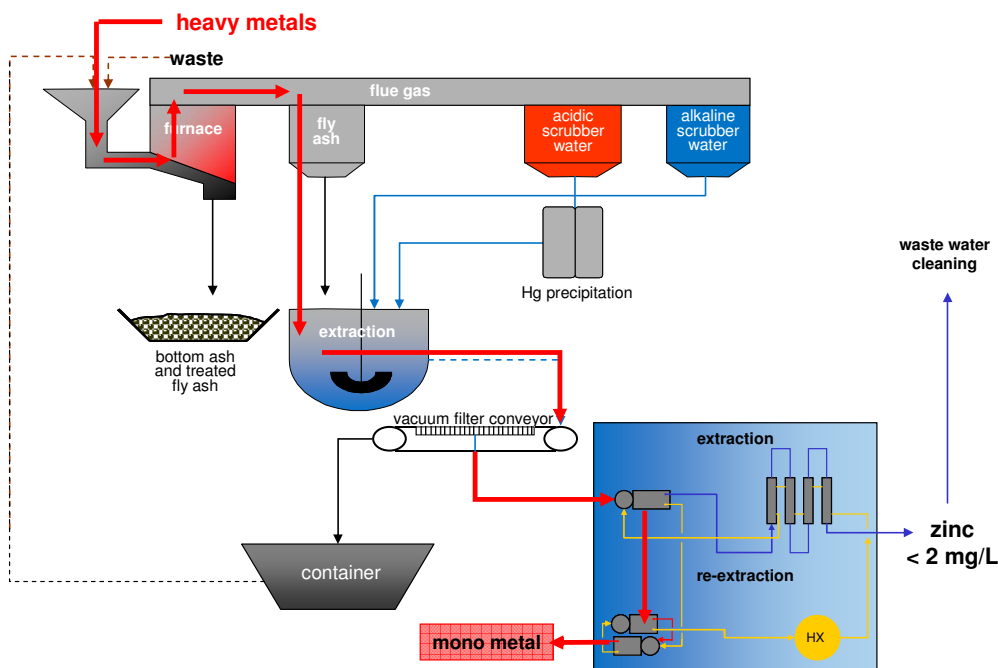 heavy metals
waste
flue gas
furnace
fly
ash
acidic
scrubber
water
alkaline
scrubber
water
waste water
cleaning
Hg precipitation
extraction
bottom ash
and treated
fly ash
vacuum filter conveyor
extraction
zinc
< 2 mg/L
container
re-extraction
mono metal
HX